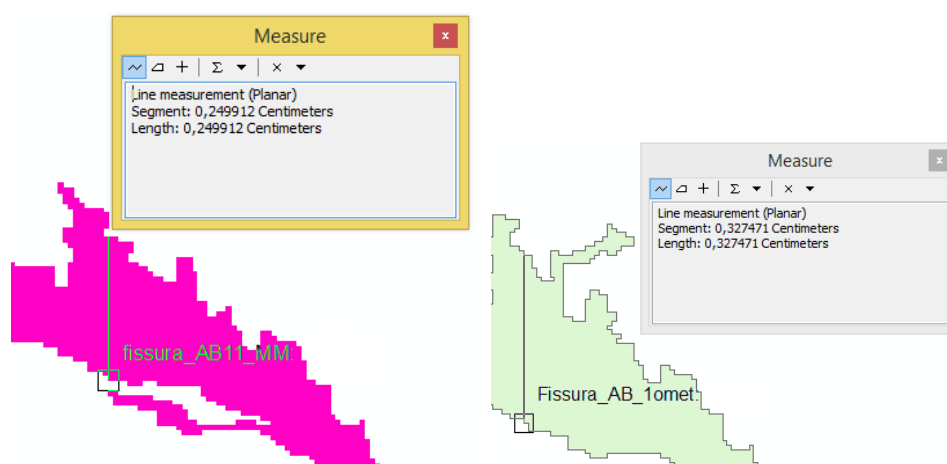 Measure
Line measurement (Planar)
Segment: 0,249912 Centimeters
Length: 0,249912 Centimeters
fissura_AB11_MM:
Measure
Line measurement (Planar)
Segment: 0,327471 Centimeters
Length: 0,327471 Centimeters
Fissura_AB_1omet: